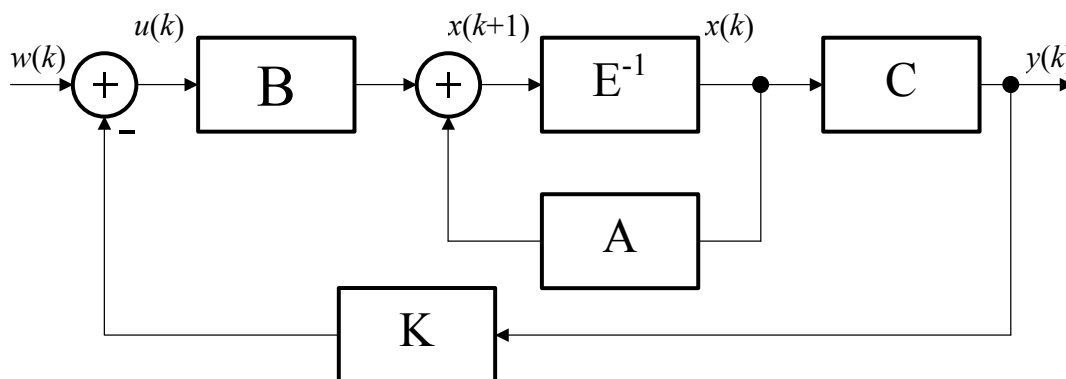 u(k) x(k+1) x(k)
w(k) y(k)
+ B + E⁻¹ C
−
A
K